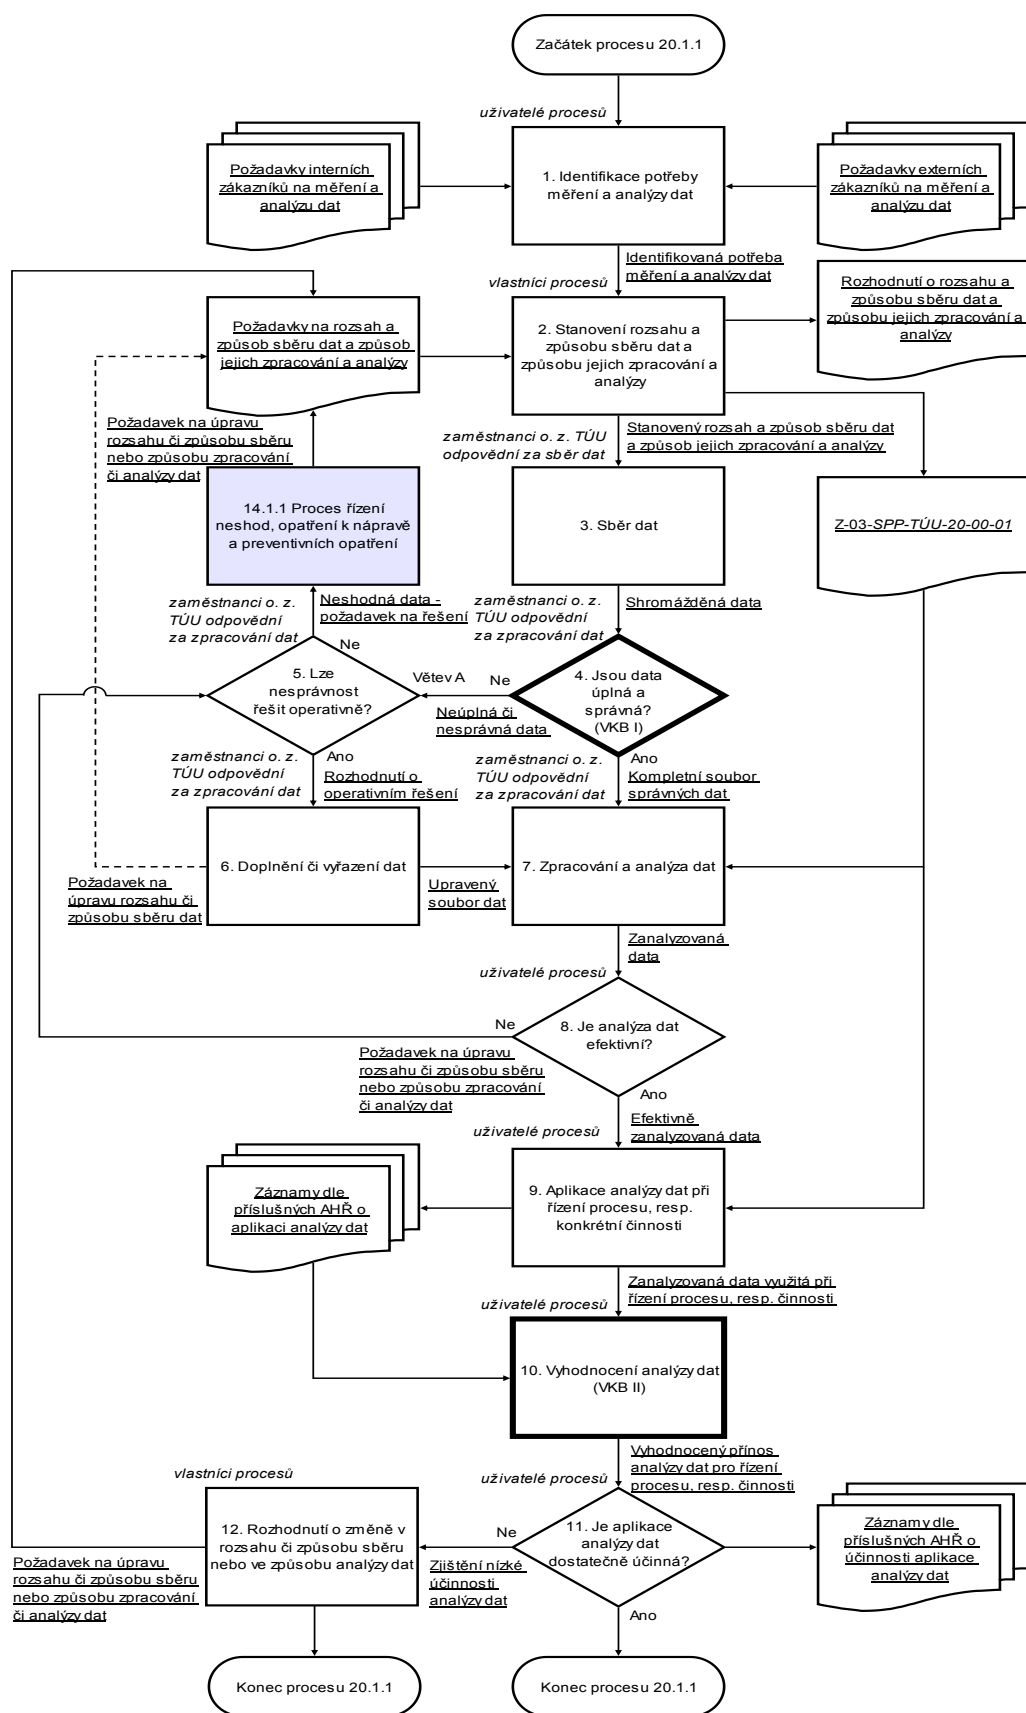 Začátek procesu 20.1.1
uživatelé procesů
Požadavky interních
zákazníků na měření a
analýzu dat
1. Identifikace potřeby
měření a analýzy dat
Požadavky externích
zákazníků na měření a
analýzu dat
Identifikovaná potřeba
měření a analýzy dat
vlastníci procesů
Požadavky na rozsah a
způsob sběru dat a způsob
jejich zpracování a analýzy
2. Stanovení rozsahu a
způsobu sběru dat a
způsobu jejich zpracování a
analýzy
Rozhodnutí o rozsahu a
způsobu sběru dat a
způsobu jejich zpracování a
analýzy
Požadavek na úpravu
rozsahu či způsobu sběru
nebo způsobu zpracování
či analýzy dat
zaměstnanci o. z. TÚU
odpovědní za sběr dat
Stanovený rozsah a způsob sběru dat
a způsob jejich zpracování a analýzy
14.1.1 Proces řízení
neshod, opatření k nápravě
a preventivních opatření
3. Sběr dat
Z-03-SPP-TÚU-20-00-01
zaměstnanci o. z.
TÚU odpovědní
za zpracování dat
Neshodná data -
požadavek na řešení
Ne
zaměstnanci o. z.
TÚU odpovědní
za zpracování dat
Shromážděná data
5. Lze
nesprávnost
řešit operativně?
Větev A
Ne
Neúplná či
nesprávná data
4. Jsou data
úplná a
správná?
(VKB I)
zaměstnanci o. z.
TÚU odpovědní
za zpracování dat
Ano
Rozhodnutí o
operativním řešení
zaměstnanci o. z.
TÚU odpovědní
za zpracování dat
Ano
Kompletní soubor
správných dat
6. Doplnění či vyřazení dat
7. Zpracování a analýza dat
Požadavek na
úpravu rozsahu či
způsobu sběru dat
Upravený
soubor dat
Zanalyzovaná
data
uživatelé procesů
Ne
8. Je analýza dat
efektivní?
Požadavek na úpravu
rozsahu či způsobu sběru
nebo způsobu zpracování
či analýzy dat
Ano
Efektivně
zanalyzovaná data
uživatelé procesů
Záznamy dle
příslušných AHŘ o
aplikaci analýzy dat
9. Aplikace analýzy dat při
řízení procesu, resp.
konkrétní činnosti
Zanalyzovaná data využitá při
řízení procesu, resp. činnosti
uživatelé procesů
10. Vyhodnocení analýzy dat
(VKB II)
Vyhodnocený přínos
analýzy dat pro řízení
procesu, resp. činnosti
vlastníci procesů
uživatelé procesů
12. Rozhodnutí o změně v
rozsahu či způsobu sběru
nebo ve způsobu analýzy dat
Ne
11. Je aplikace
analýzy dat
dostatečně účinná?
Záznamy dle
příslušných AHŘ o
účinnosti aplikace
analýzy dat
Požadavek na úpravu
rozsahu či způsobu sběru
nebo způsobu zpracování
či analýzy dat
Zjištění nízké
účinnosti
analýzy dat
Ano
Konec procesu 20.1.1
Konec procesu 20.1.1